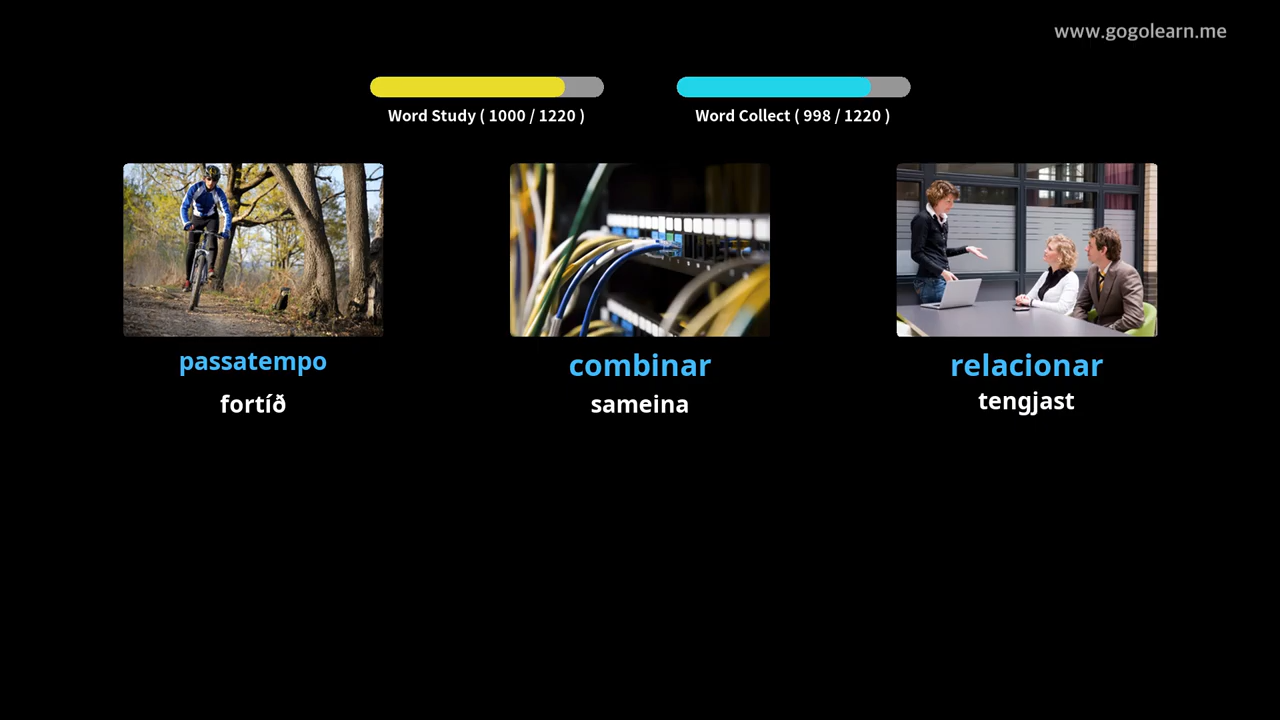 www.gogolearn.me
Word Study ( 1000 / 1220 )
Word Collect ( 998 / 1220 )
passatempo
fortíð
combinar
sameina
relacionar
tengjast